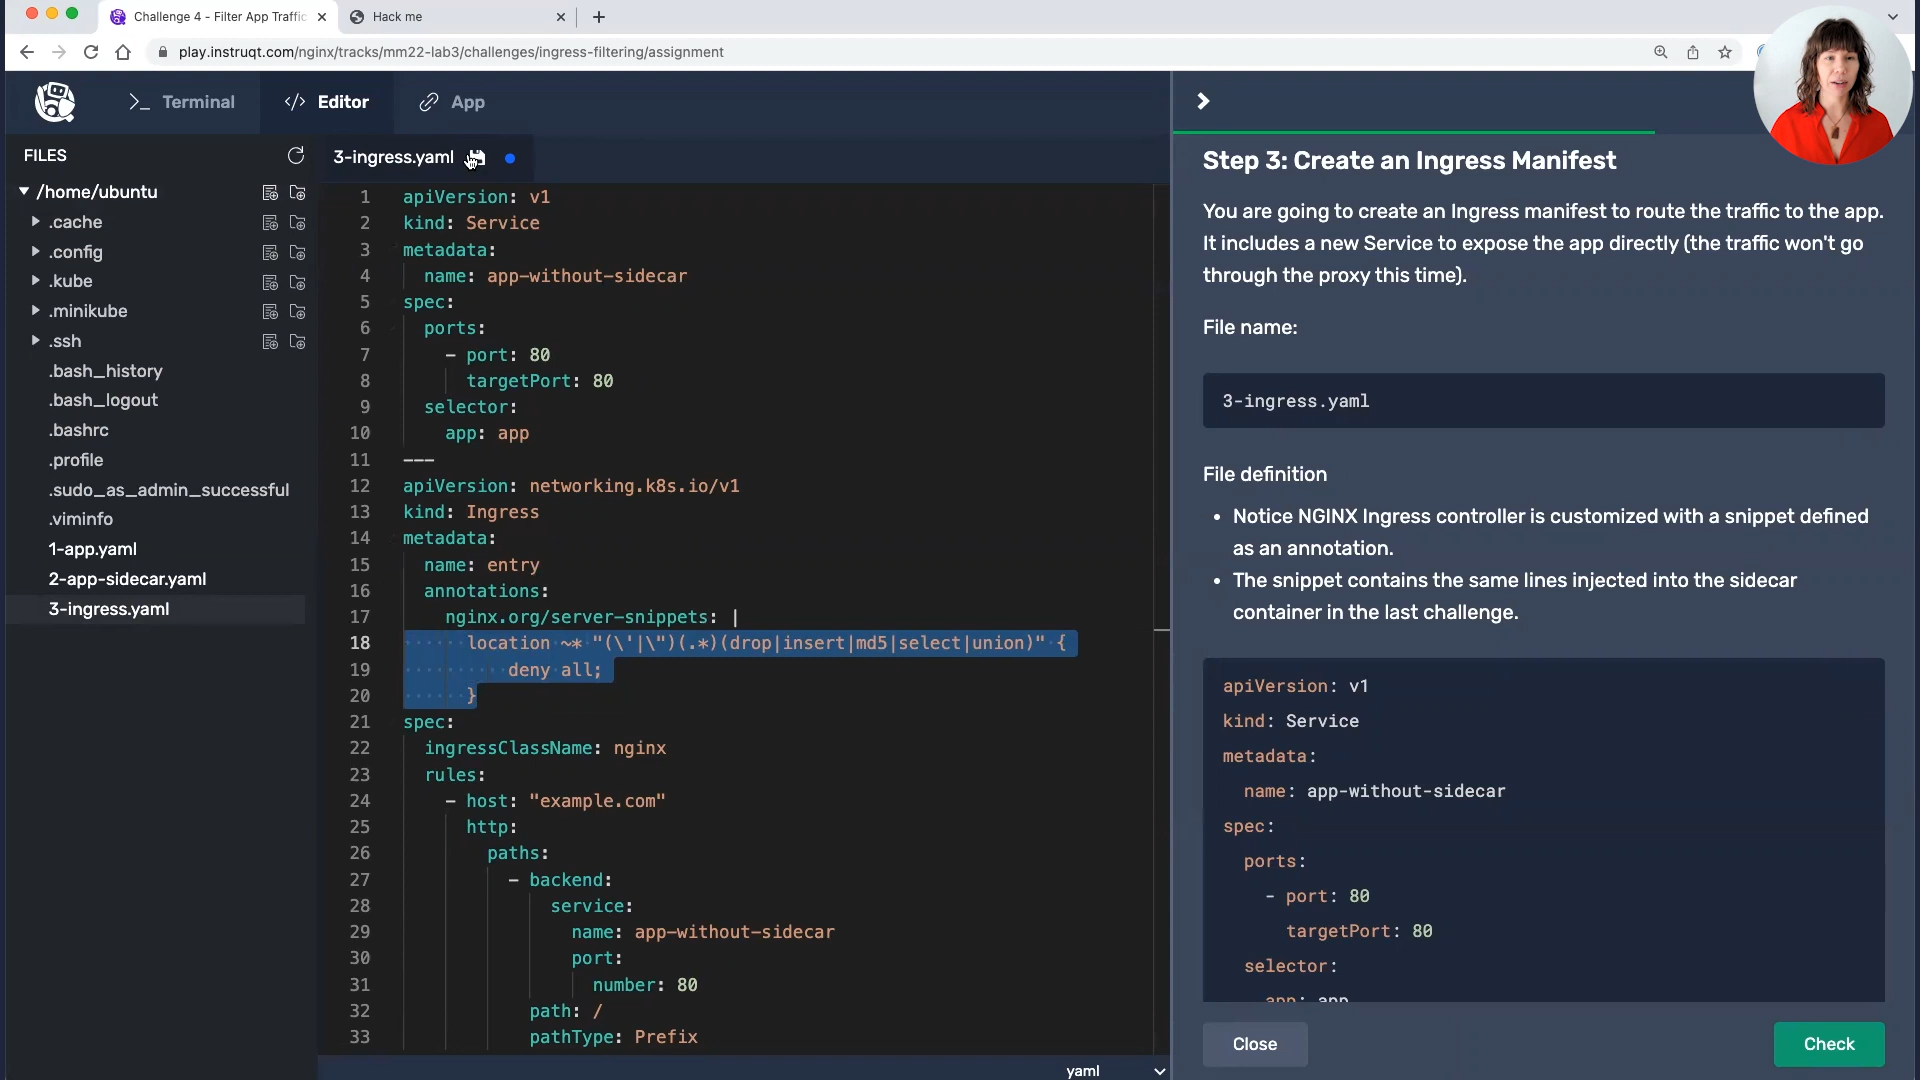 Challenge 4 - Filter App Traffic
Hack me
play.instruqt.com/nginx/tracks/mm22-lab3/challenges/ingress-filtering/assignment
>_ Terminal
</> Editor
App
FILES
/home/ubuntu
.cache
.config
.kube
.minikube
.ssh
.bash_history
.bash_logout
.bashrc
.profile
.sudo_as_admin_successful
.viminfo
1-app.yaml
2-app-sidecar.yaml
3-ingress.yaml
3-ingress.yaml
1 apiVersion: v1
2 kind: Service
3 metadata:
4   name: app-without-sidecar
5 spec:
6   ports:
7     - port: 80
8       targetPort: 80
9   selector:
10     app: app
11 ---
12 apiVersion: networking.k8s.io/v1
13 kind: Ingress
14 metadata:
15   name: entry
16   annotations:
17     nginx.org/server-snippets: |
18       location ~* "(\'|\")(.*)(drop|insert|md5|select|union)" {
19           deny all;
20       }
21 spec:
22   ingressClassName: nginx
23   rules:
24     - host: "example.com"
25       http:
26         paths:
27           - backend:
28               service:
29                 name: app-without-sidecar
30                 port:
31                   number: 80
32             path: /
33             pathType: Prefix
yaml
Step 3: Create an Ingress Manifest
You are going to create an Ingress manifest to route the traffic to the app.
It includes a new Service to expose the app directly (the traffic won't go
through the proxy this time).
File name:
3-ingress.yaml
File definition
• Notice NGINX Ingress controller is customized with a snippet defined
as an annotation.
• The snippet contains the same lines injected into the sidecar
container in the last challenge.
apiVersion: v1
kind: Service
metadata:
  name: app-without-sidecar
spec:
  ports:
    - port: 80
      targetPort: 80
  selector:
    app: app
Close
Check